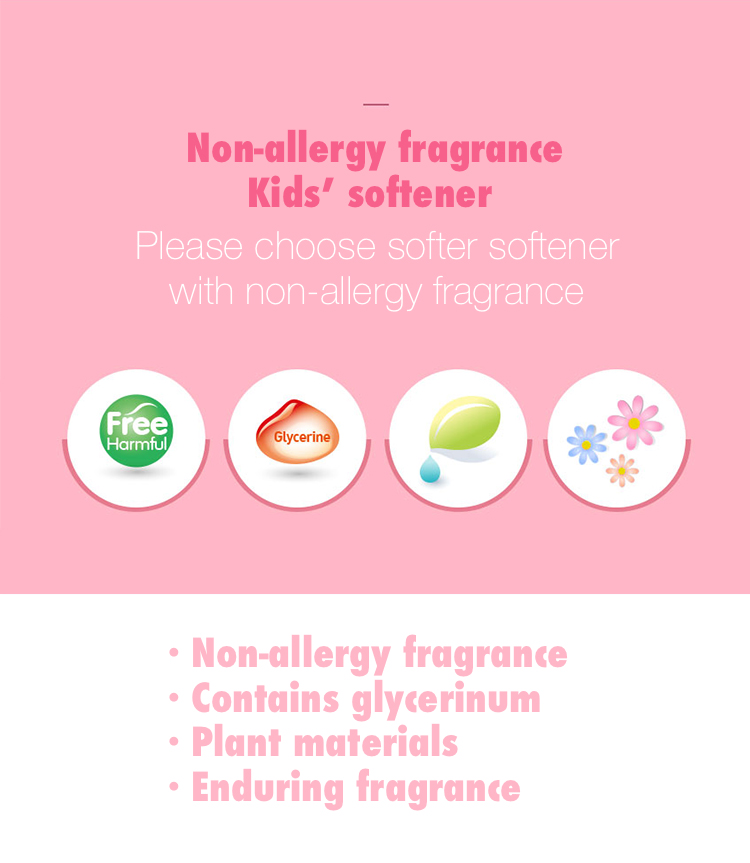 Non-allergy fragrance
Kids’ softener
Please choose softer softener
with non-allergy fragrance
Free
Harmful
Glycerine
· Non-allergy fragrance
· Contains glycerinum
· Plant materials
· Enduring fragrance